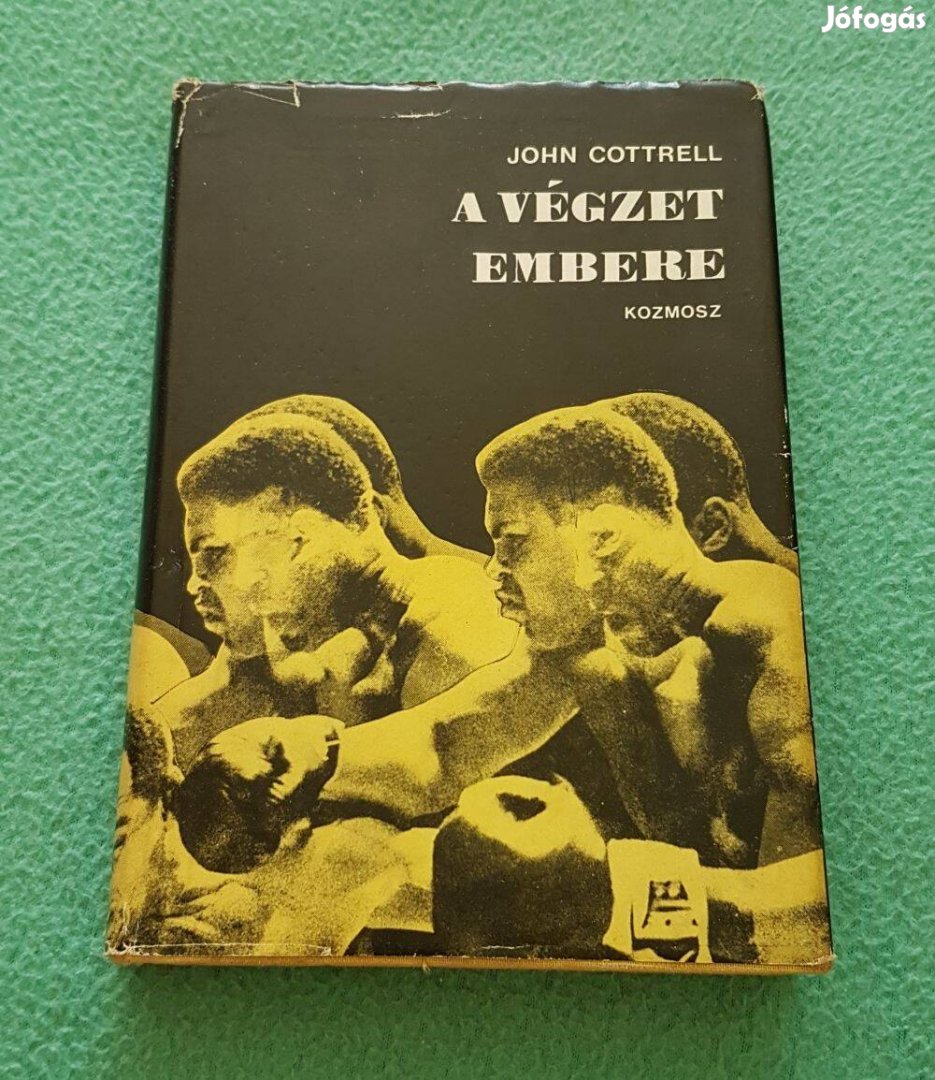 Jófogás
JOHN COTTRELL
A VÉGZET
EMBERE
KOZMOSZ